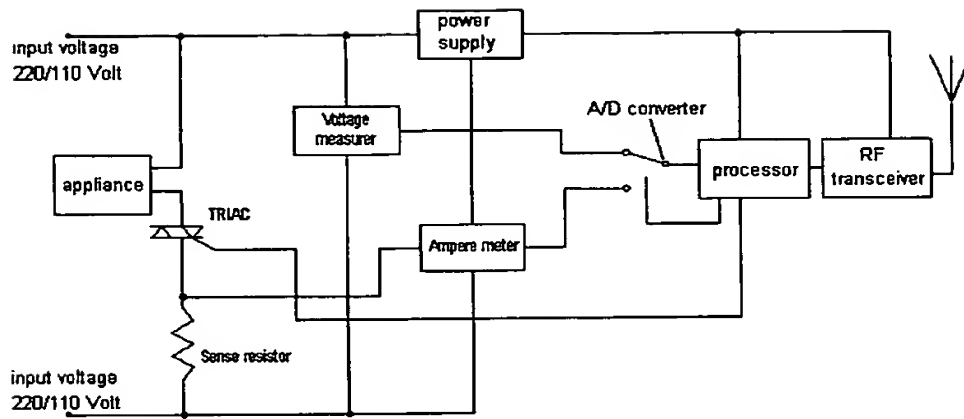 input voltage
220/110 Volt
power
supply
Voltage
measurer
A/D converter
appliance
TRIAC
Ampere meter
processor
RF
transceiver
Sense resistor
input voltage
220/110 Volt